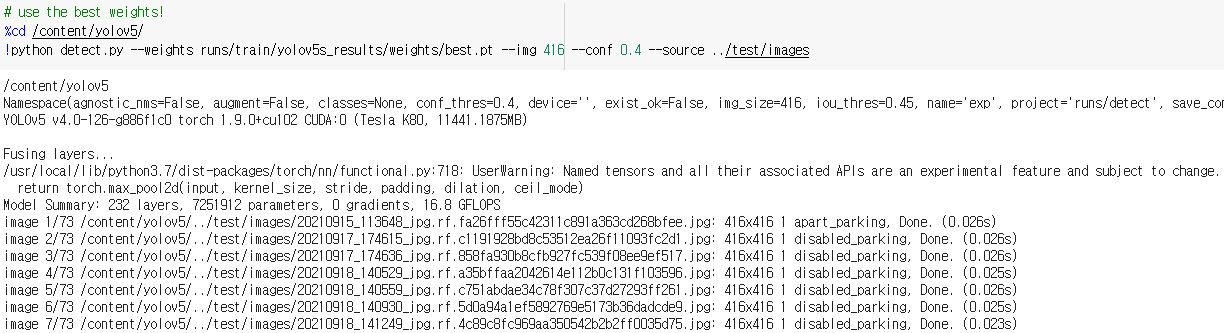 # use the best weights!
%cd /content/yolov5/
!python detect.py --weights runs/train/yolov5s_results/weights/best.pt --img 416 --conf 0.4 --source ../test/images
/content/yolov5
Namespace(agnostic_nms=False, augment=False, classes=None, conf_thres=0.4, device='', exist_ok=False, img_size=416, iou_thres=0.45, name='exp', project='runs/detect', save_con
YOLOv5 v4.0-126-g886f1c0 torch 1.9.0+cu102 CUDA:0 (Tesla K80, 11441.1875MB)
Fusing layers...
/usr/local/lib/python3.7/dist-packages/torch/nn/functional.py:718: UserWarning: Named tensors and all their associated APIs are an experimental feature and subject to change.
return torch.max_pool2d(input, kernel_size, stride, padding, dilation, ceil_mode)
Model Summary: 232 layers, 7251912 parameters, 0 gradients, 16.8 GFLOPS
image 1/73 /content/yolov5/../test/images/20210915_113648_jpg.rf.fa26fff55c42311c891a363cd268bfee.jpg: 416x416 1 apart_parking, Done. (0.026s)
image 2/73 /content/yolov5/../test/images/20210917_174615_jpg.rf.c1191928bd8c53512ea26f11093fc2d1.jpg: 416x416 1 disabled_parking, Done. (0.026s)
image 3/73 /content/yolov5/../test/images/20210917_174636_jpg.rf.858fa930b8cfb927fc539f08ee9ef517.jpg: 416x416 1 disabled_parking, Done. (0.026s)
image 4/73 /content/yolov5/../test/images/20210918_140529_jpg.rf.a35bffaa2042614e112b0c131f103596.jpg: 416x416 1 disabled_parking, Done. (0.025s)
image 5/73 /content/yolov5/../test/images/20210918_140559_jpg.rf.c751abdae34c78f307c37d27293ff261.jpg: 416x416 1 disabled_parking, Done. (0.025s)
image 6/73 /content/yolov5/../test/images/20210918_140930_jpg.rf.5d0a94a1ef5892769e5173b36dadcde9.jpg: 416x416 1 disabled_parking, Done. (0.025s)
image 7/73 /content/yolov5/../test/images/20210918_141249_jpg.rf.4c89c8fc969aa350542b2b2ff0035d75.jpg: 416x416 1 disabled_parking, Done. (0.023s)